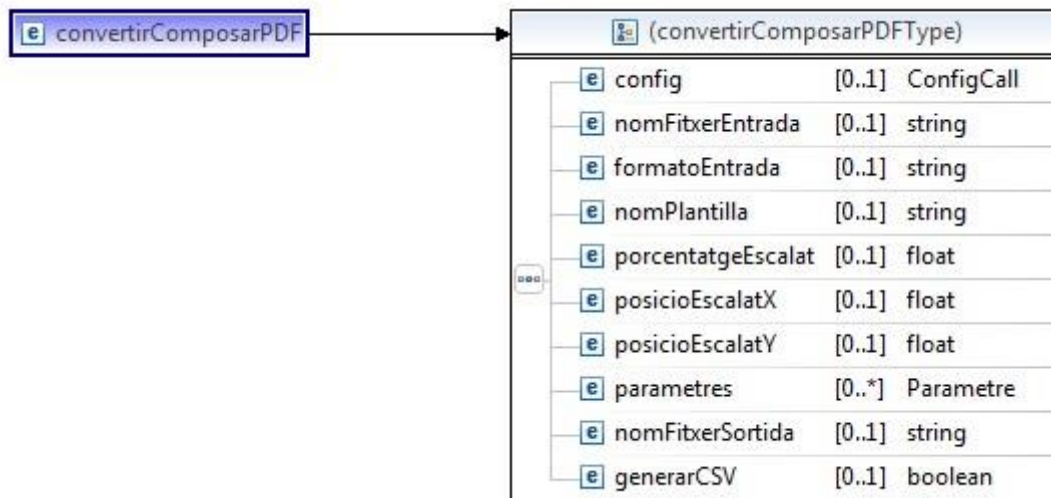 e convertirComposarPDF
(convertirComposarPDFType)
e config [0..1] ConfigCall
e nomFitxerEntrada [0..1] string
e formatoEntrada [0..1] string
e nomPlantilla [0..1] string
e porcentatgeEscalat [0..1] float
e posicioEscalatX [0..1] float
e posicioEscalatY [0..1] float
e parametres [0..*] Parametre
e nomFitxerSortida [0..1] string
e generarCSV [0..1] boolean